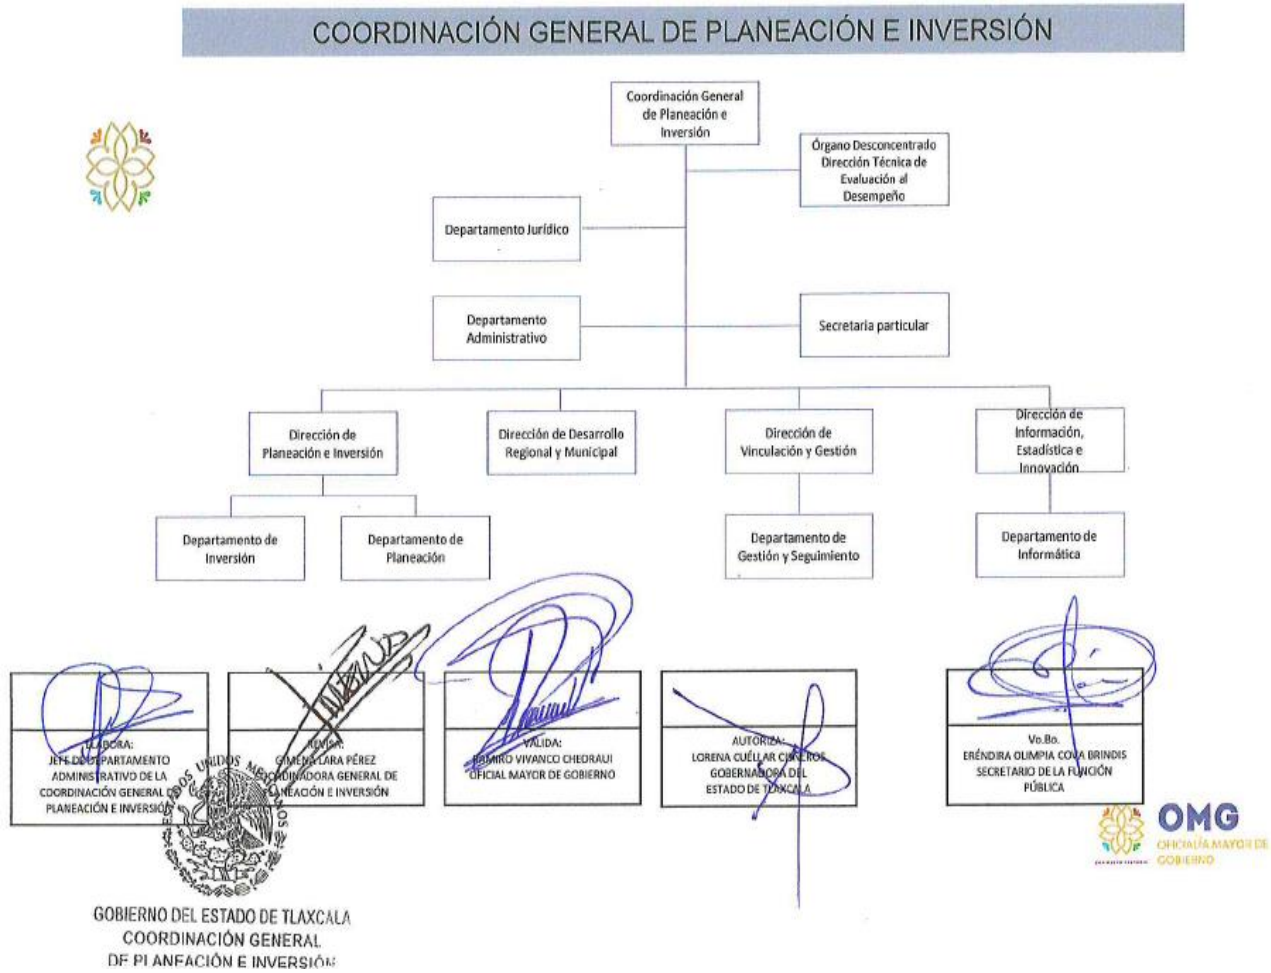 COORDINACIÓN GENERAL DE PLANEACIÓN E INVERSIÓN
Coordinación General
de Planeación e
Inversión
Órgano Desconcentrado
Dirección Técnica de
Evaluación al
Desempeño
Departamento Jurídico
Departamento
Administrativo
Secretaria particular
Dirección de
Planeación e Inversión
Dirección de Desarrollo
Regional y Municipal
Dirección de
Vinculación y Gestión
Dirección de
Información,
Estadística e
Innovación
Departamento de
Inversión
Departamento de
Planeación
Departamento de
Gestión y Seguimiento
Departamento de
Informática
ELABORA:
JEFE DE DEPARTAMENTO
ADMINISTRATIVO DE LA
COORDINACIÓN GENERAL DE
PLANEACIÓN E INVERSIÓN
REVISA:
GIMENA LARA PÉREZ
COORDINADORA GENERAL DE
PLANEACIÓN E INVERSIÓN
VALIDA:
RAMIRO VIVANCO CHEDRAUI
OFICIAL MAYOR DE GOBIERNO
AUTORIZA:
LORENA CUÉLLAR CISNEROS
GOBERNADORA DEL
ESTADO DE TLAXCALA
Vo.Bo.
ERÉNDIRA OLIMPIA COVA BRINDIS
SECRETARIO DE LA FUNCIÓN
PÚBLICA
ESTADOS UNIDOS MEXICANOS
OMG
OFICIALÍA MAYOR DE
GOBIERNO
GOBIERNO DEL ESTADO DE TLAXCALA
COORDINACIÓN GENERAL
DE PLANEACIÓN E INVERSIÓN